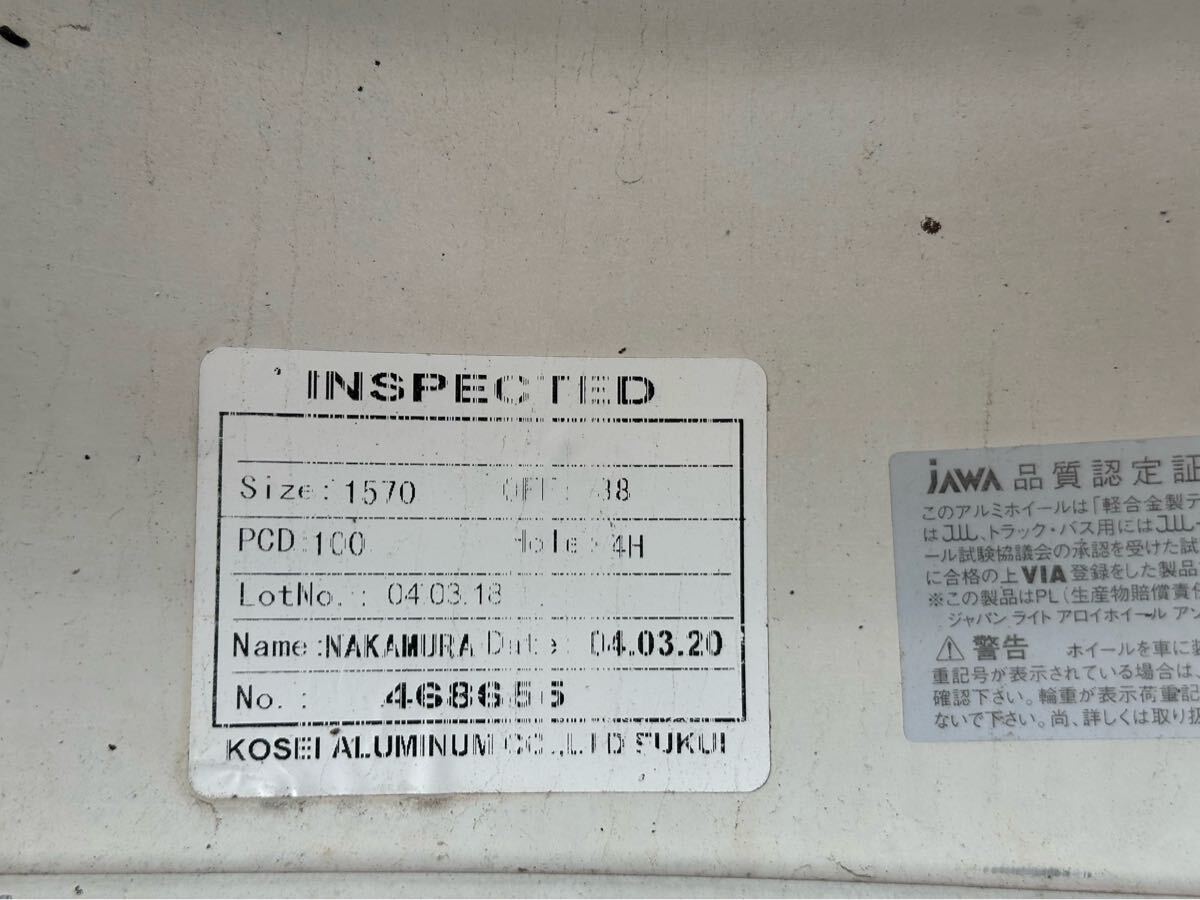 INSPECTED
Size: 1570 OFF: 38
PCD:100 Hole: 4H
LotNo.: 04.03.18
Name:NAKAMURA Date: 04.03.20
No.: 468655
KOSEI ALUMINUM CO.,LTD FUKUI
JAWA 品質認定証
このアルミホイールは「軽合金製デ
はJWL、トラック・バス用にはJWL
ール試験協議会の承認を受けた試
に合格の上VIA登録をした製品
※この製品はPL(生産物賠償責任
ジャパン ライト アロイホイール アソ
⚠警告 ホイールを車に装
重記号が表示されている場合は、
確認下さい。輪重が表示荷重記
ないで下さい。尚、詳しくは取り扱